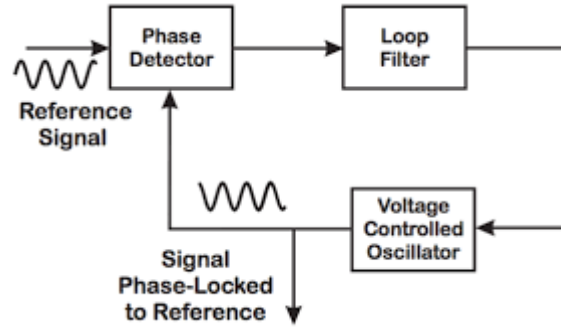 Phase
Detector
Loop
Filter
Reference
Signal
Voltage
Controlled
Oscillator
Signal
Phase-Locked
to Reference